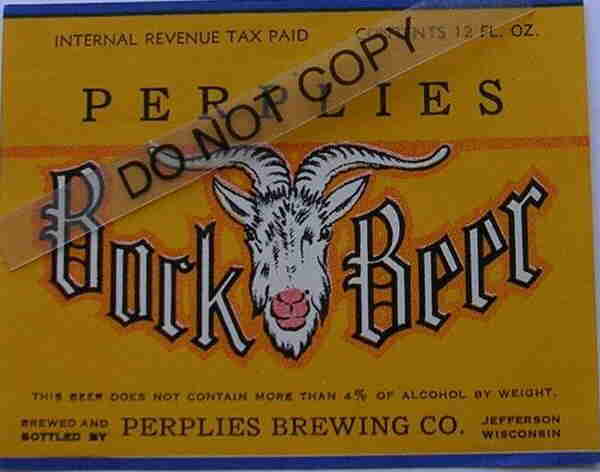 INTERNAL REVENUE TAX PAID
CONTENTS 12 FL. OZ.
DO NOT COPY
PERPLIES
Bock Beer
THIS BEER DOES NOT CONTAIN MORE THAN 4% OF ALCOHOL BY WEIGHT.
BREWED AND BOTTLED BY
PERPLIES BREWING CO.
JEFFERSON WISCONSIN